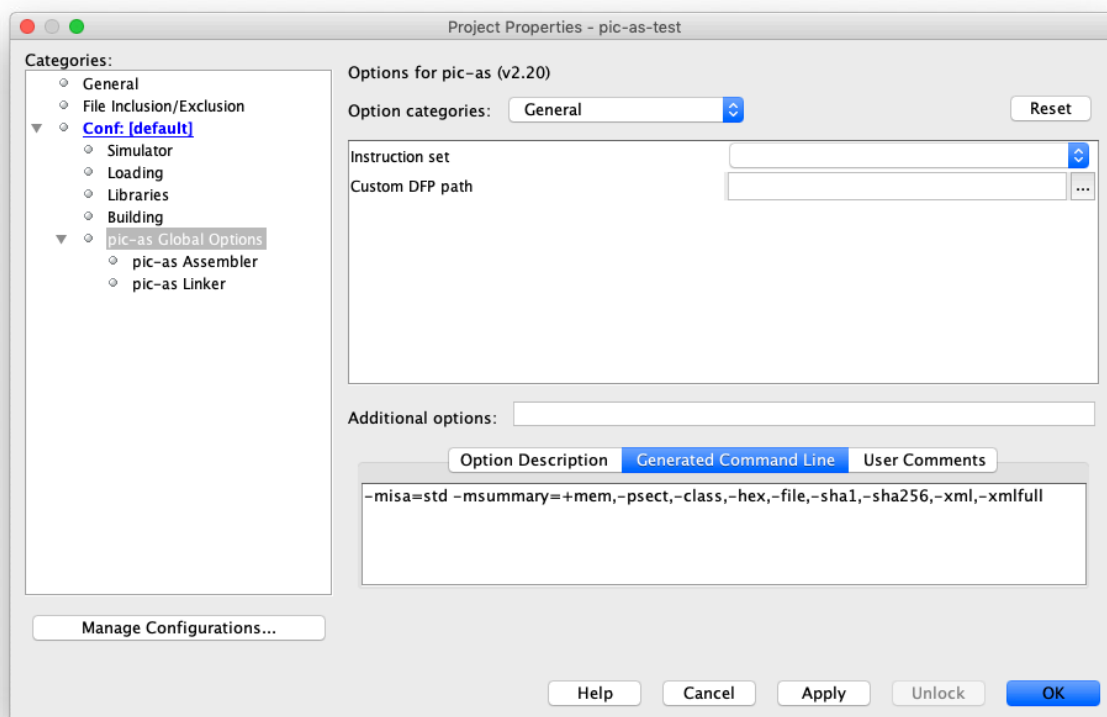 Project Properties - pic-as-test
Categories:
General
File Inclusion/Exclusion
Conf: [default]
Simulator
Loading
Libraries
Building
pic-as Global Options
pic-as Assembler
pic-as Linker
Manage Configurations...
Options for pic-as (v2.20)
Option categories: General
Reset
Instruction set
Custom DFP path
...
Additional options:
Option Description Generated Command Line User Comments
-misa=std -msummary=+mem,-psect,-class,-hex,-file,-sha1,-sha256,-xml,-xmlfull
Help Cancel Apply Unlock OK